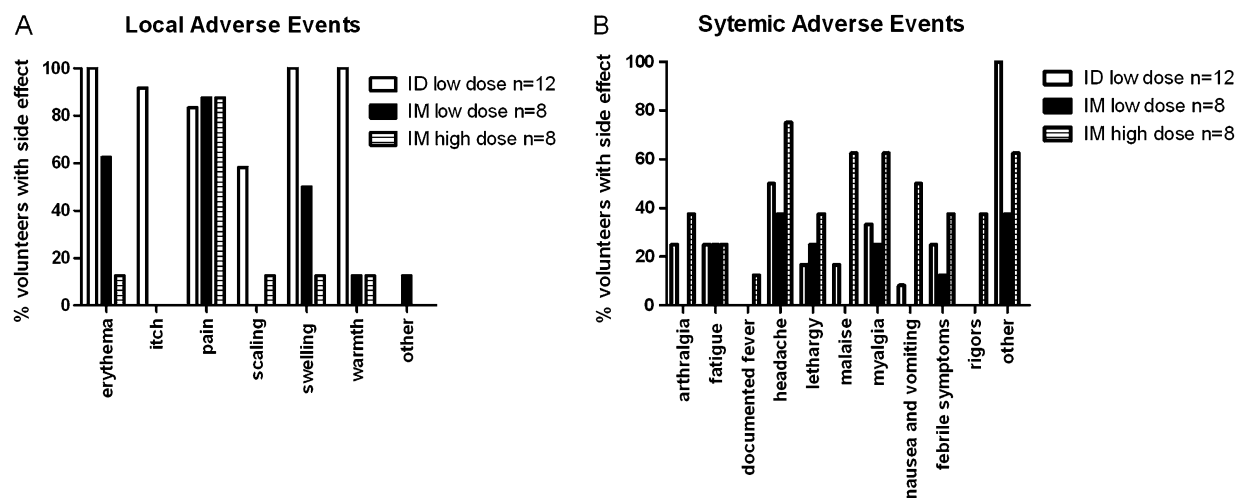 A
Local Adverse Events
% volunteers with side effect
100
80
60
40
20
0
ID low dose n=12
IM low dose n=8
IM high dose n=8
erythema
itch
pain
scaling
swelling
warmth
other
B
Sytemic Adverse Events
% volunteers with side effect
100
80
60
40
20
0
ID low dose n=12
IM low dose n=8
IM high dose n=8
arthralgia
fatigue
documented fever
headache
lethargy
malaise
myalgia
nausea and vomiting
febrile symptoms
rigors
other